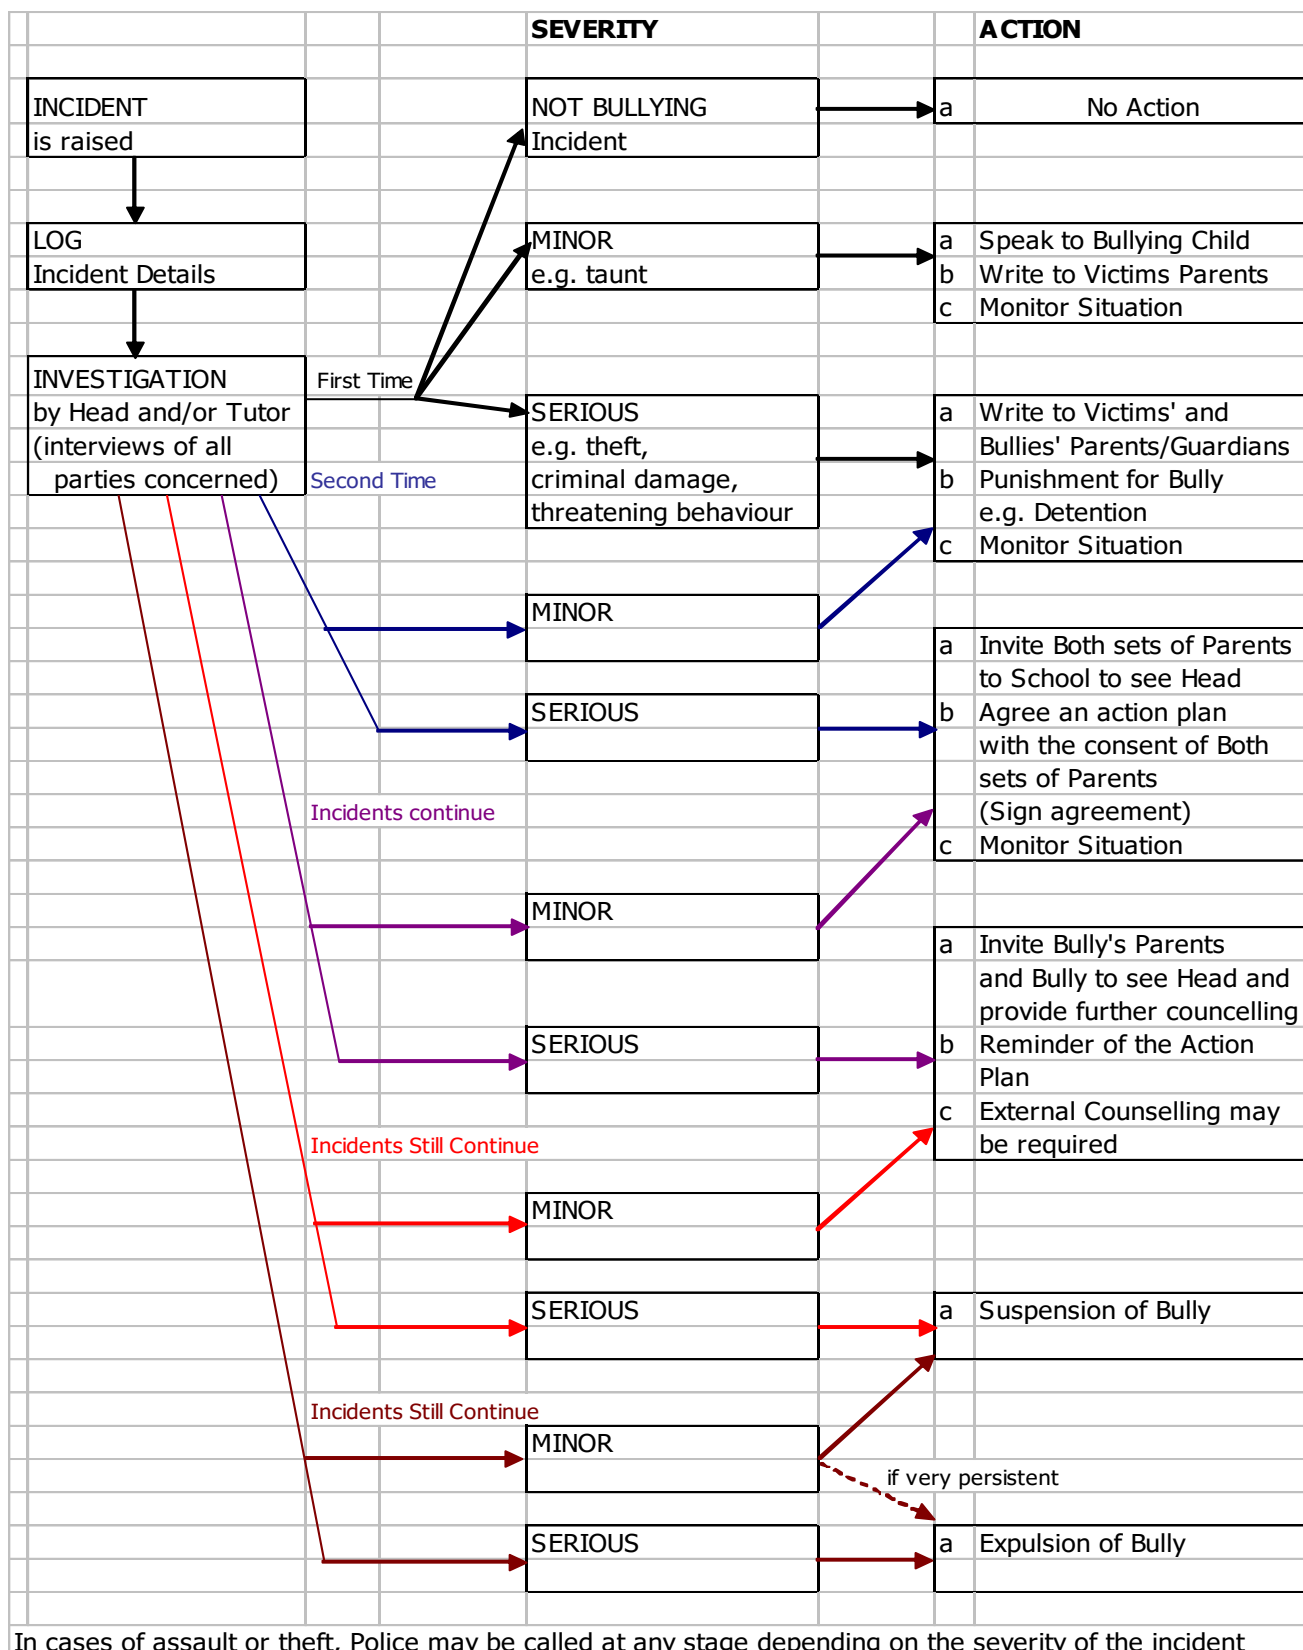 SEVERITY
ACTION
INCIDENT
is raised
NOT BULLYING
Incident
a No Action
LOG
Incident Details
MINOR
e.g. taunt
a Speak to Bullying Child
b Write to Victims Parents
c Monitor Situation
INVESTIGATION
by Head and/or Tutor
(interviews of all
parties concerned)
First Time
SERIOUS
e.g. theft,
criminal damage,
threatening behaviour
a Write to Victims' and
Bullies' Parents/Guardians
b Punishment for Bully
e.g. Detention
c Monitor Situation
Second Time
MINOR
SERIOUS
a Invite Both sets of Parents
to School to see Head
b Agree an action plan
with the consent of Both
sets of Parents
(Sign agreement)
c Monitor Situation
Incidents continue
MINOR
SERIOUS
a Invite Bully's Parents
and Bully to see Head and
provide further councelling
b Reminder of the Action
Plan
c External Counselling may
be required
Incidents Still Continue
MINOR
SERIOUS
a Suspension of Bully
Incidents Still Continue
MINOR
if very persistent
SERIOUS
a Expulsion of Bully
In cases of assault or theft, Police may be called at any stage depending on the severity of the incident